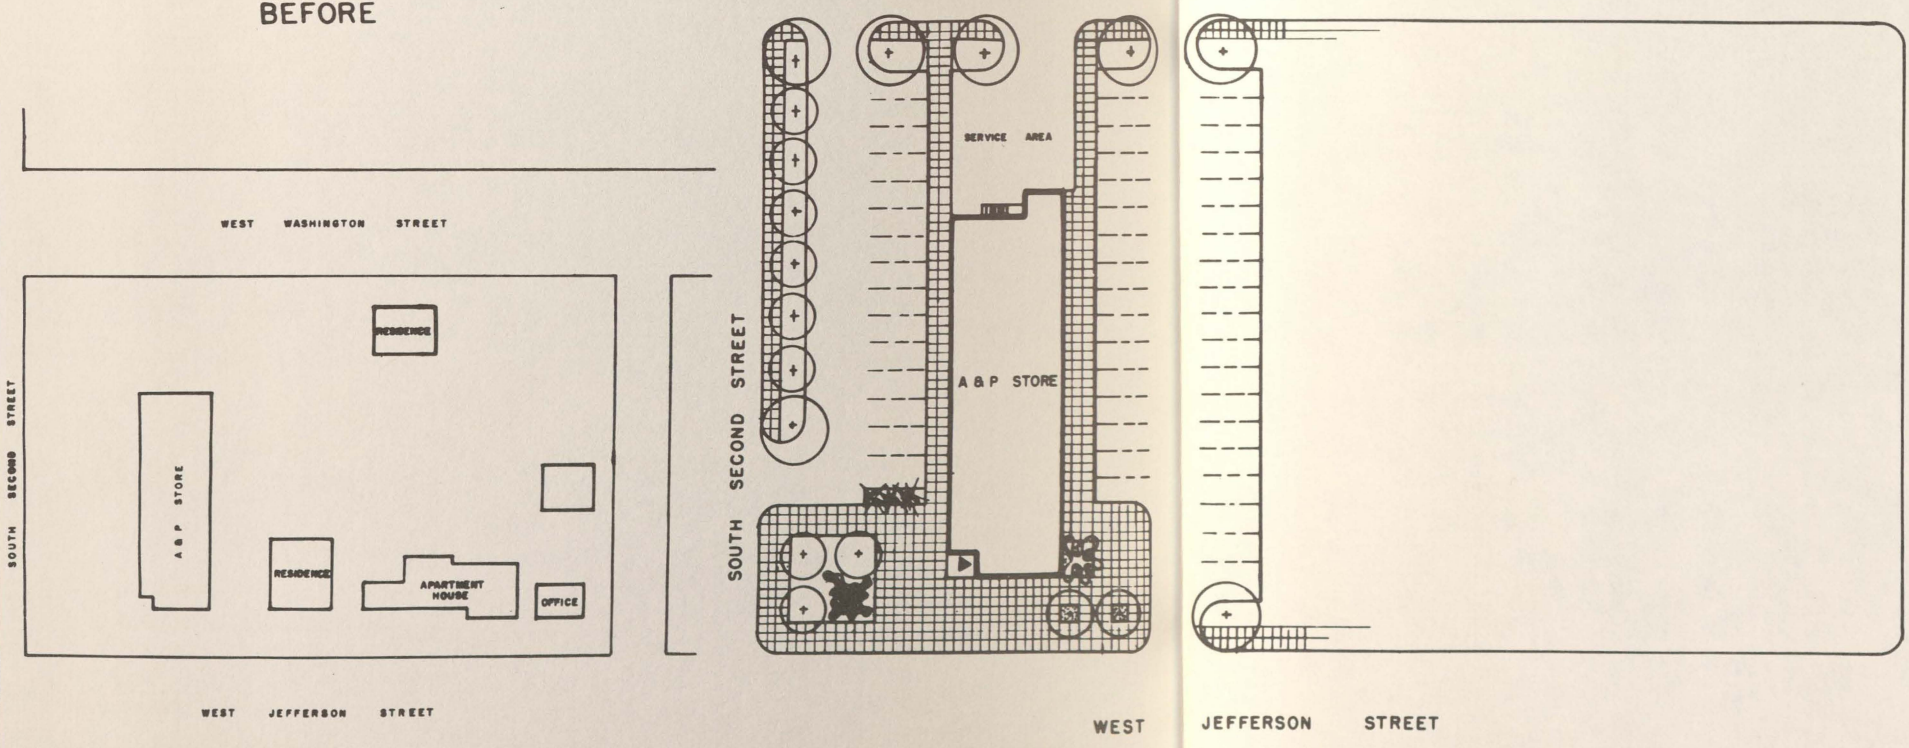 BEFORE
WEST WASHINGTON STREET
RESIDENCE
SOUTH SECOND STREET
A & P STORE
RESIDENCE
APARTMENT
HOUSE
OFFICE
WEST JEFFERSON STREET
SERVICE AREA
SOUTH SECOND STREET
A & P STORE
WEST JEFFERSON STREET